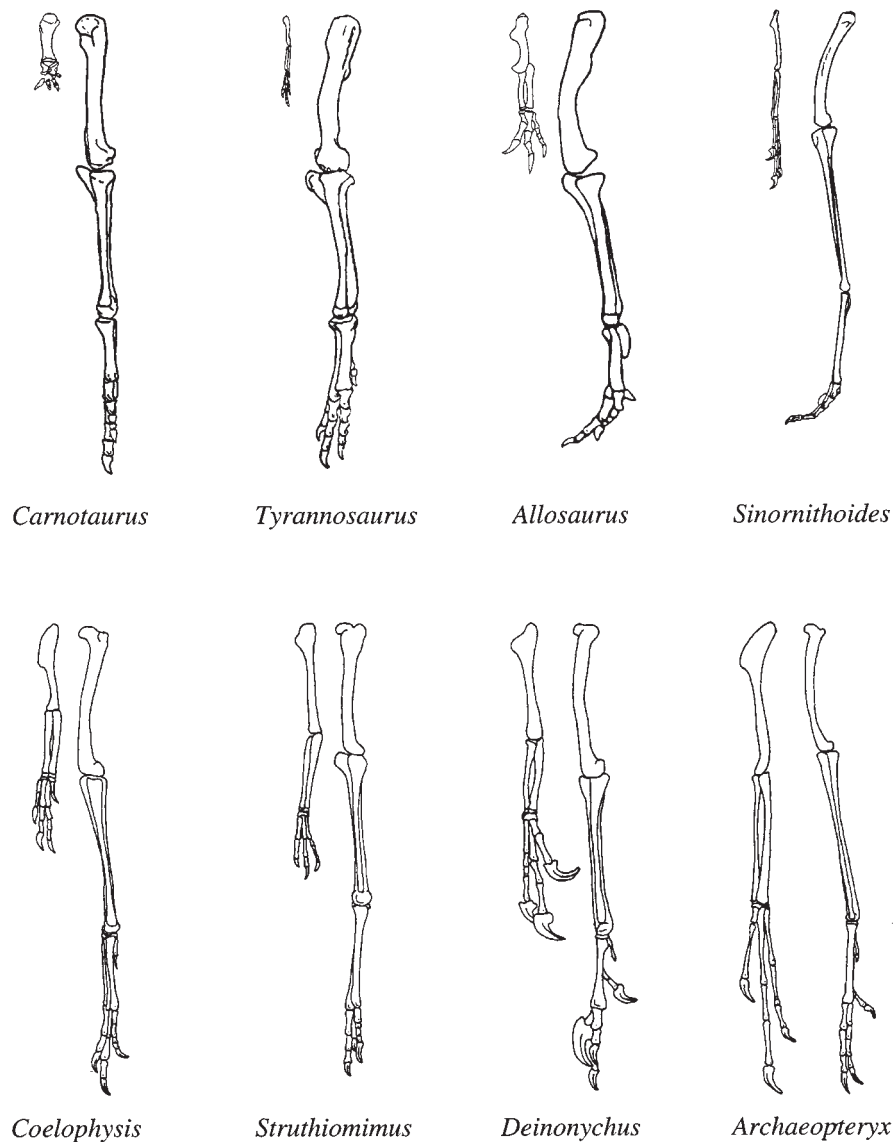 Carnotaurus Tyrannosaurus Allosaurus Sinornithoides
Coelophysis Struthiomimus Deinonychus Archaeopteryx